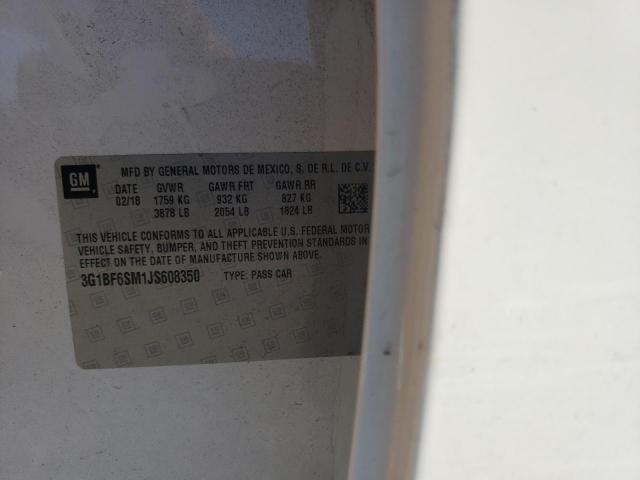 GM
MFD BY GENERAL MOTORS DE MEXICO, S. DE R.L. DE C.V.
DATE GVWR GAWR FRT GAWR RR
02/18 1759 KG 932 KG 827 KG
3878 LB 2054 LB 1824 LB
THIS VEHICLE CONFORMS TO ALL APPLICABLE U.S. FEDERAL MOTOR
VEHICLE SAFETY, BUMPER, AND THEFT PREVENTION STANDARDS IN
EFFECT ON THE DATE OF MANUFACTURE SHOWN ABOVE.
3G1BF6SM1JS608350 TYPE: PASS CAR